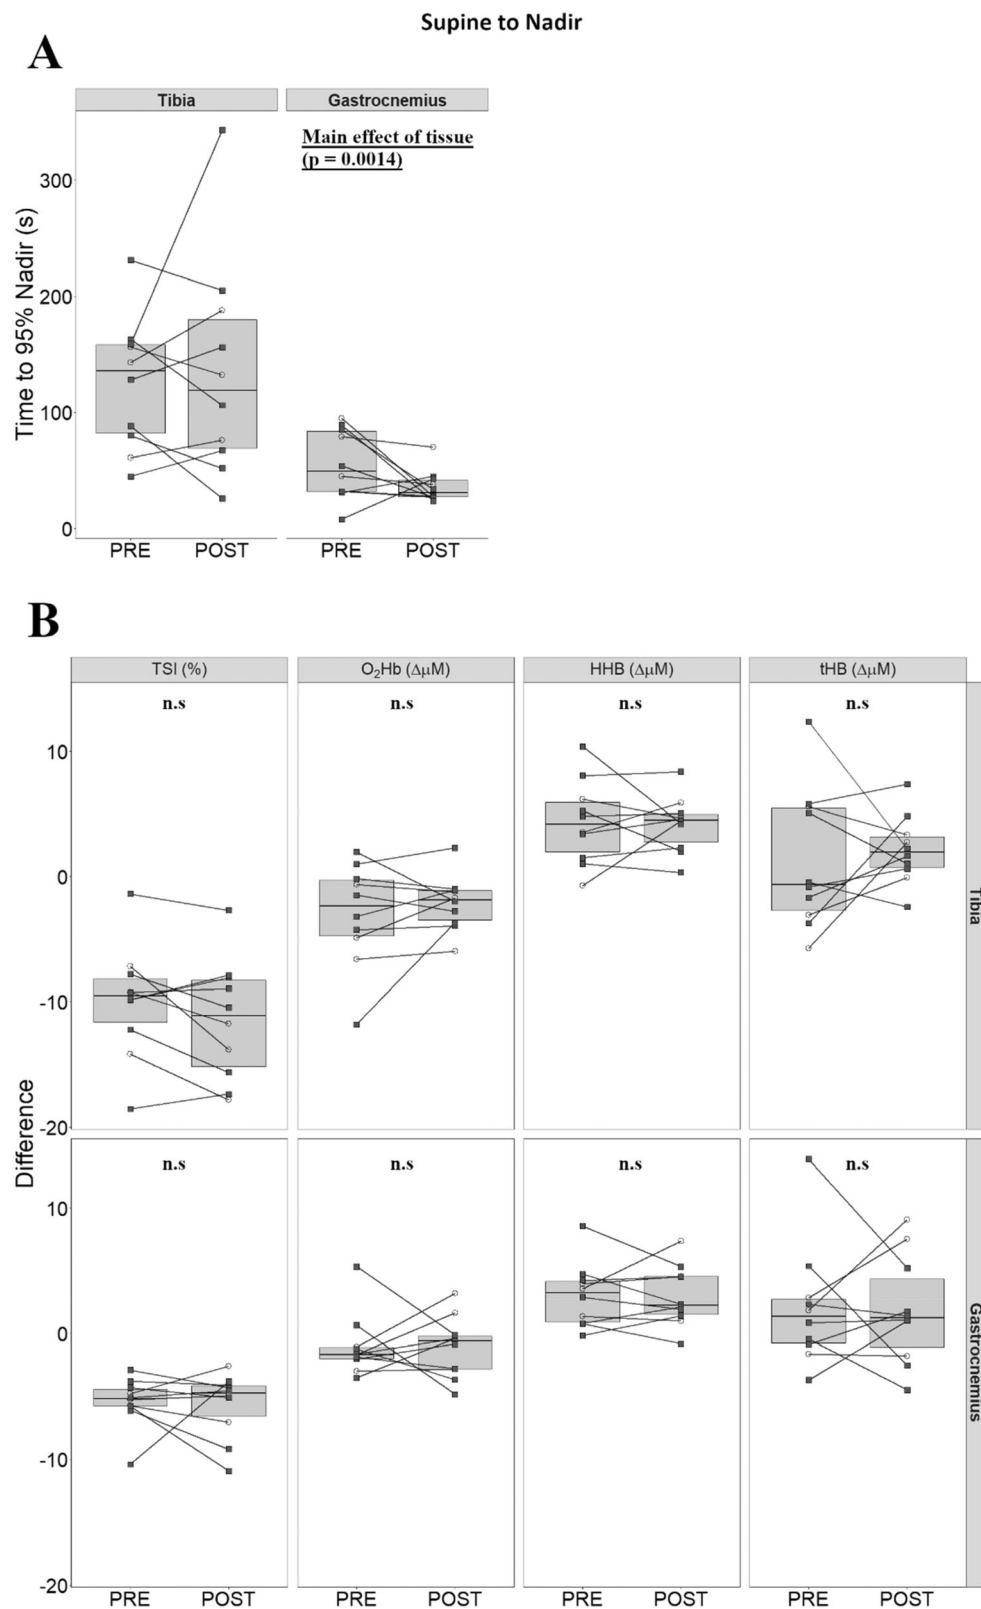 Supine to Nadir
A
Tibia
Gastrocnemius
Main effect of tissue
(p = 0.0014)
Time to 95% Nadir (s)
300
200
100
0
PRE
POST
PRE
POST
B
TSI (%)
O₂Hb (ΔμM)
HHB (ΔμM)
tHB (ΔμM)
n.s
n.s
n.s
n.s
10
0
-10
-20
Tibia
Difference
n.s
n.s
n.s
n.s
10
0
-10
-20
Gastrocnemius
PRE
POST
PRE
POST
PRE
POST
PRE
POST